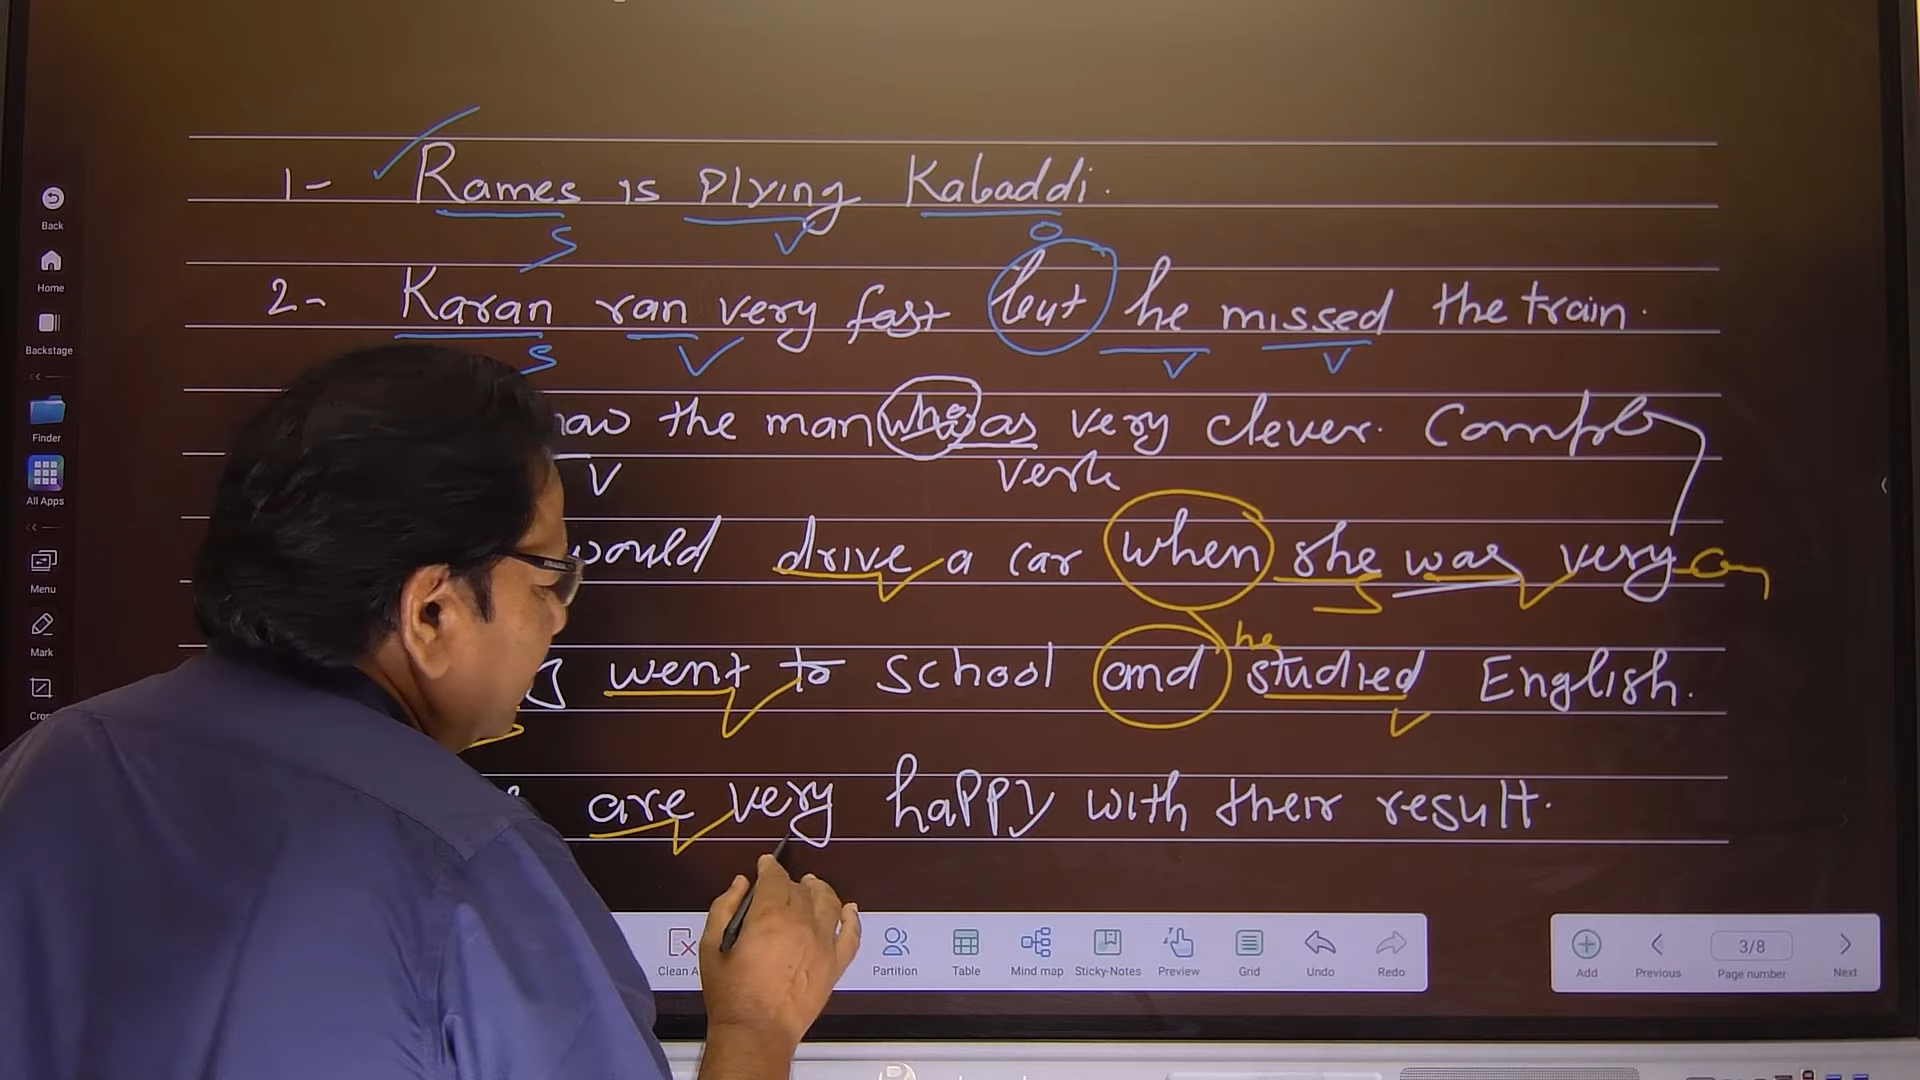 1- Rames is Plying Kabaddi.
S V O
2- Karan ran very fast but he missed the train.
S V V V
the man who was very clever.
V verb
would drive a car when she was very
S
he
went to school and studied English.
V
are very happy with their result.
Back
Home
Backstage
Finder
All Apps
Menu
Mark
Clean
Partition
Table
Mind map
Sticky-Notes
Preview
Grid
Undo
Redo
Add
Previous
3/8
Page number
Next